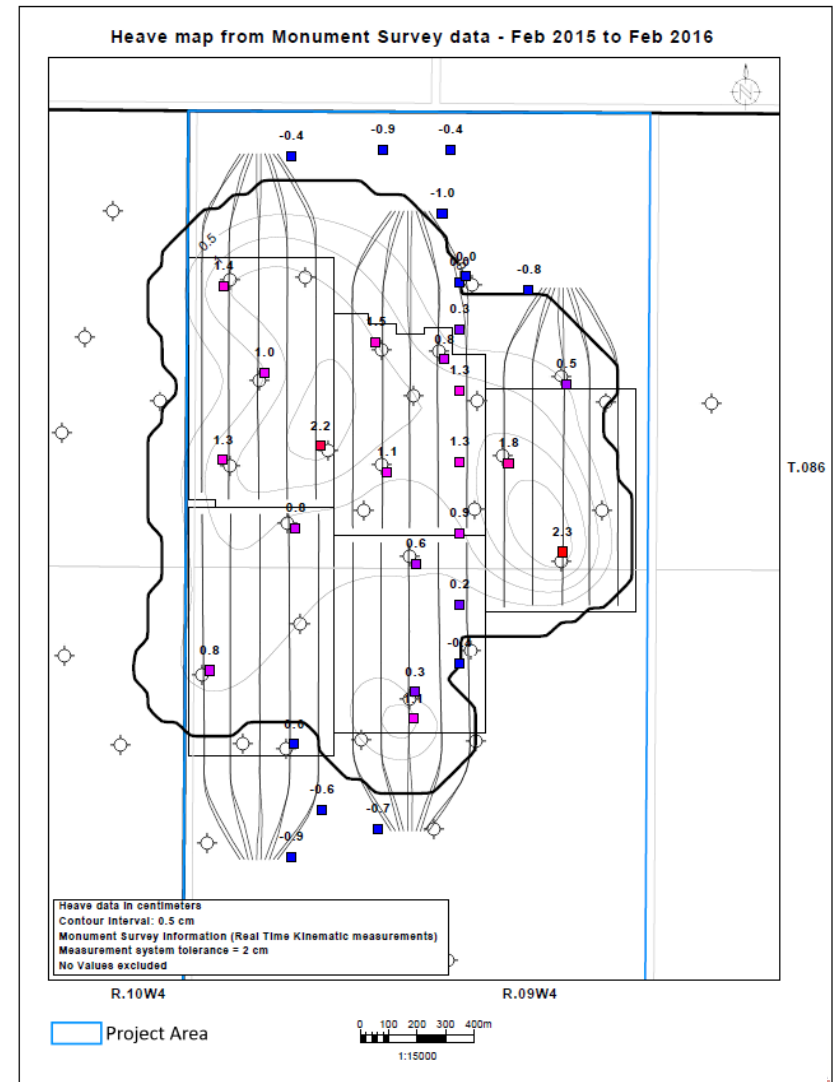 Heave map from Monument Survey data - Feb 2015 to Feb 2016
N
-0.4
-0.9
-0.4
-1.0
0.0
-0.8
0.5
1.4
0.3
1.5
0.8
1.0
0.5
1.3
2.2
1.3
1.1
1.3
1.8
T.086
0.8
0.9
2.3
0.6
0.2
0.8
0.3
1.1
-0.6
-0.7
-0.9
Heave data in centimeters
Contour Interval: 0.5 cm
Monument Survey Information (Real Time Kinematic measurements)
Measurement system tolerance = 2 cm
No Values excluded
R.10W4
R.09W4
Project Area
0 100 200 300 400m
1:15000